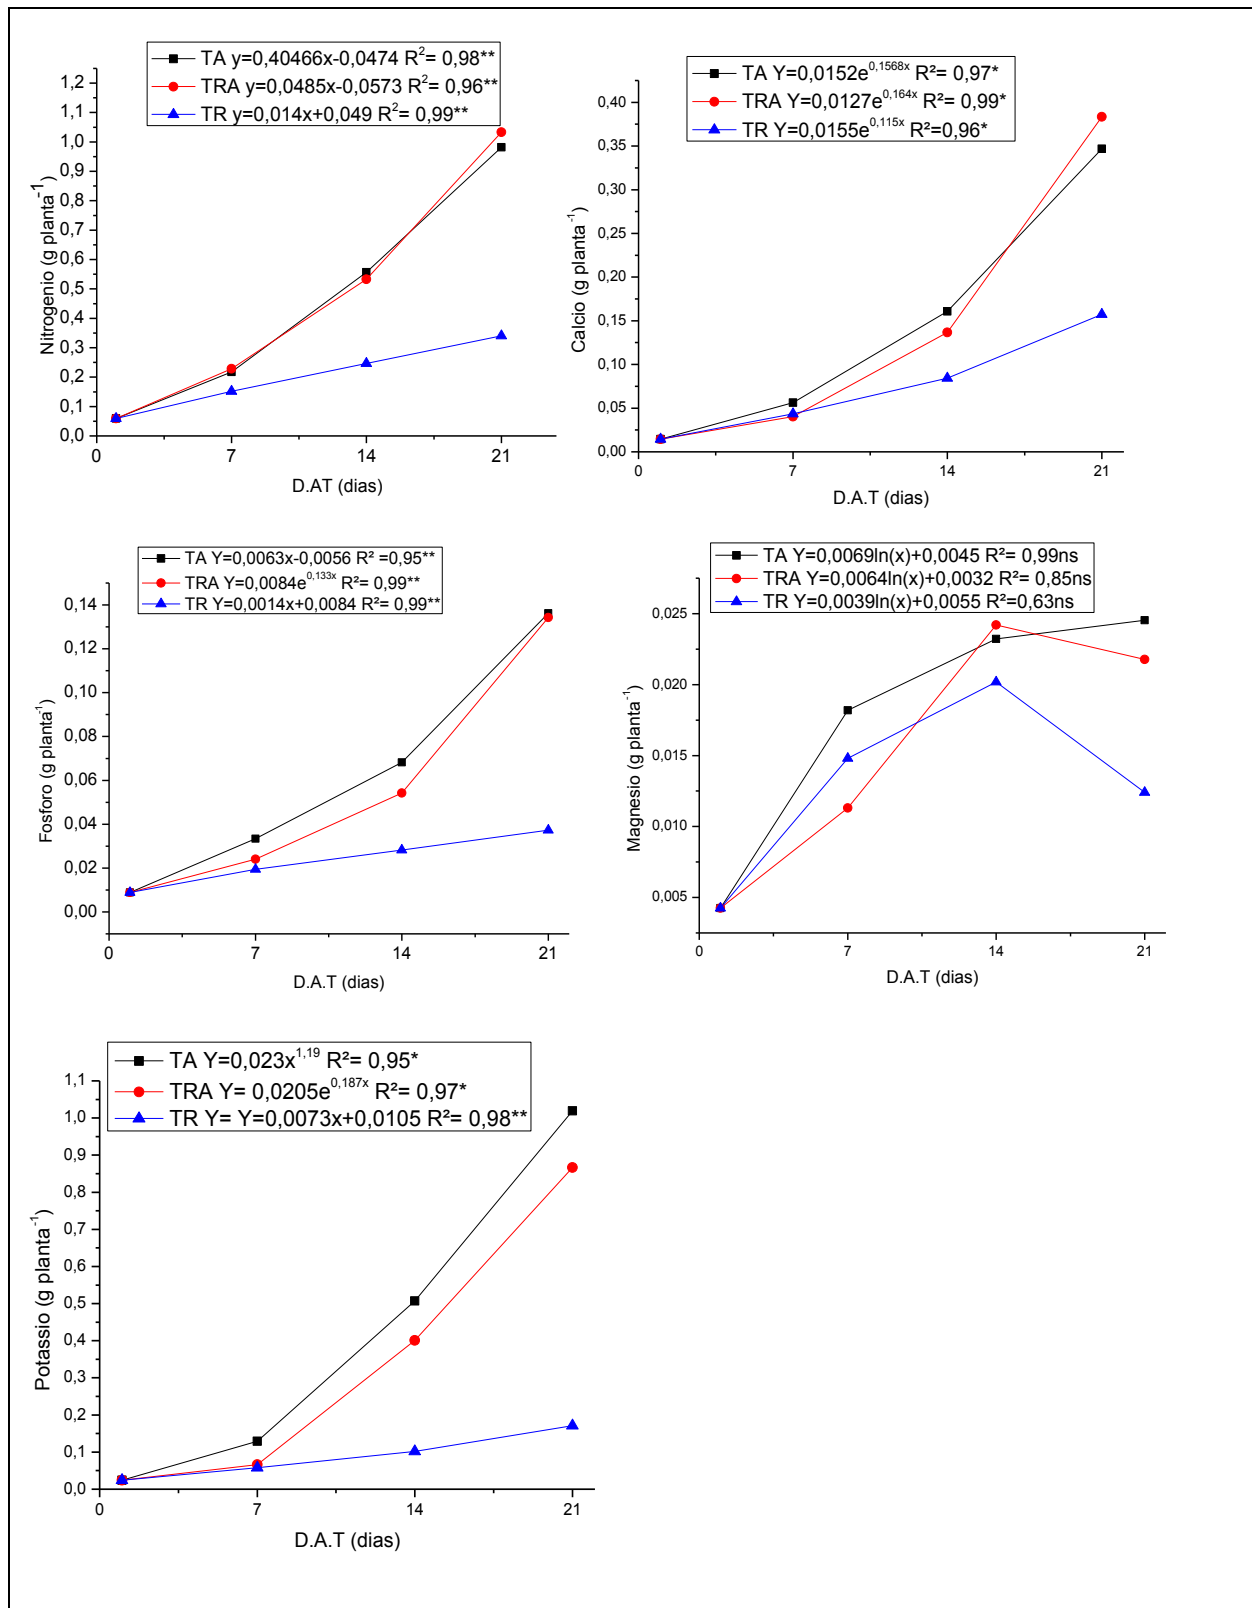 TA y=0,40466x-0,0474 R²= 0,98**
TRA y=0,0485x-0,0573 R²= 0,96**
TR y=0,014x+0,049 R²= 0,99**
1,2
1,1
1,0
0,9
0,8
0,7
0,6
0,5
0,4
0,3
0,2
0,1
0,0
Nitrogenio (g planta⁻¹)
0 7 14 21
D.AT (dias)
TA Y=0,0152e^0,1568x R²= 0,97*
TRA Y=0,0127e^0,164x R²= 0,99*
TR Y=0,0155e^0,115x R²=0,96*
0,40
0,35
0,30
0,25
0,20
0,15
0,10
0,05
0,00
Calcio (g planta⁻¹)
0 7 14 21
D.A.T (dias)
TA Y=0,0063x-0,0056 R² =0,95**
TRA Y=0,0084e^0,133x R²= 0,99**
TR Y=0,0014x+0,0084 R²= 0,99**
0,14
0,12
0,10
0,08
0,06
0,04
0,02
0,00
Fosforo (g planta⁻¹)
0 7 14 21
D.A.T (dias)
TA Y=0,0069ln(x)+0,0045 R²= 0,99ns
TRA Y=0,0064ln(x)+0,0032 R²= 0,85ns
TR Y=0,0039ln(x)+0,0055 R²=0,63ns
0,025
0,020
0,015
0,010
0,005
Magnesio (g planta⁻¹)
0 7 14 21
D.A.T (dias)
TA Y=0,023x^1,19 R²= 0,95*
TRA Y= 0,0205e^0,187x R²= 0,97*
TR Y= Y=0,0073x+0,0105 R²= 0,98**
1,1
1,0
0,9
0,8
0,7
0,6
0,5
0,4
0,3
0,2
0,1
0,0
Potassio (g planta⁻¹)
0 7 14 21
D.A.T (dias)